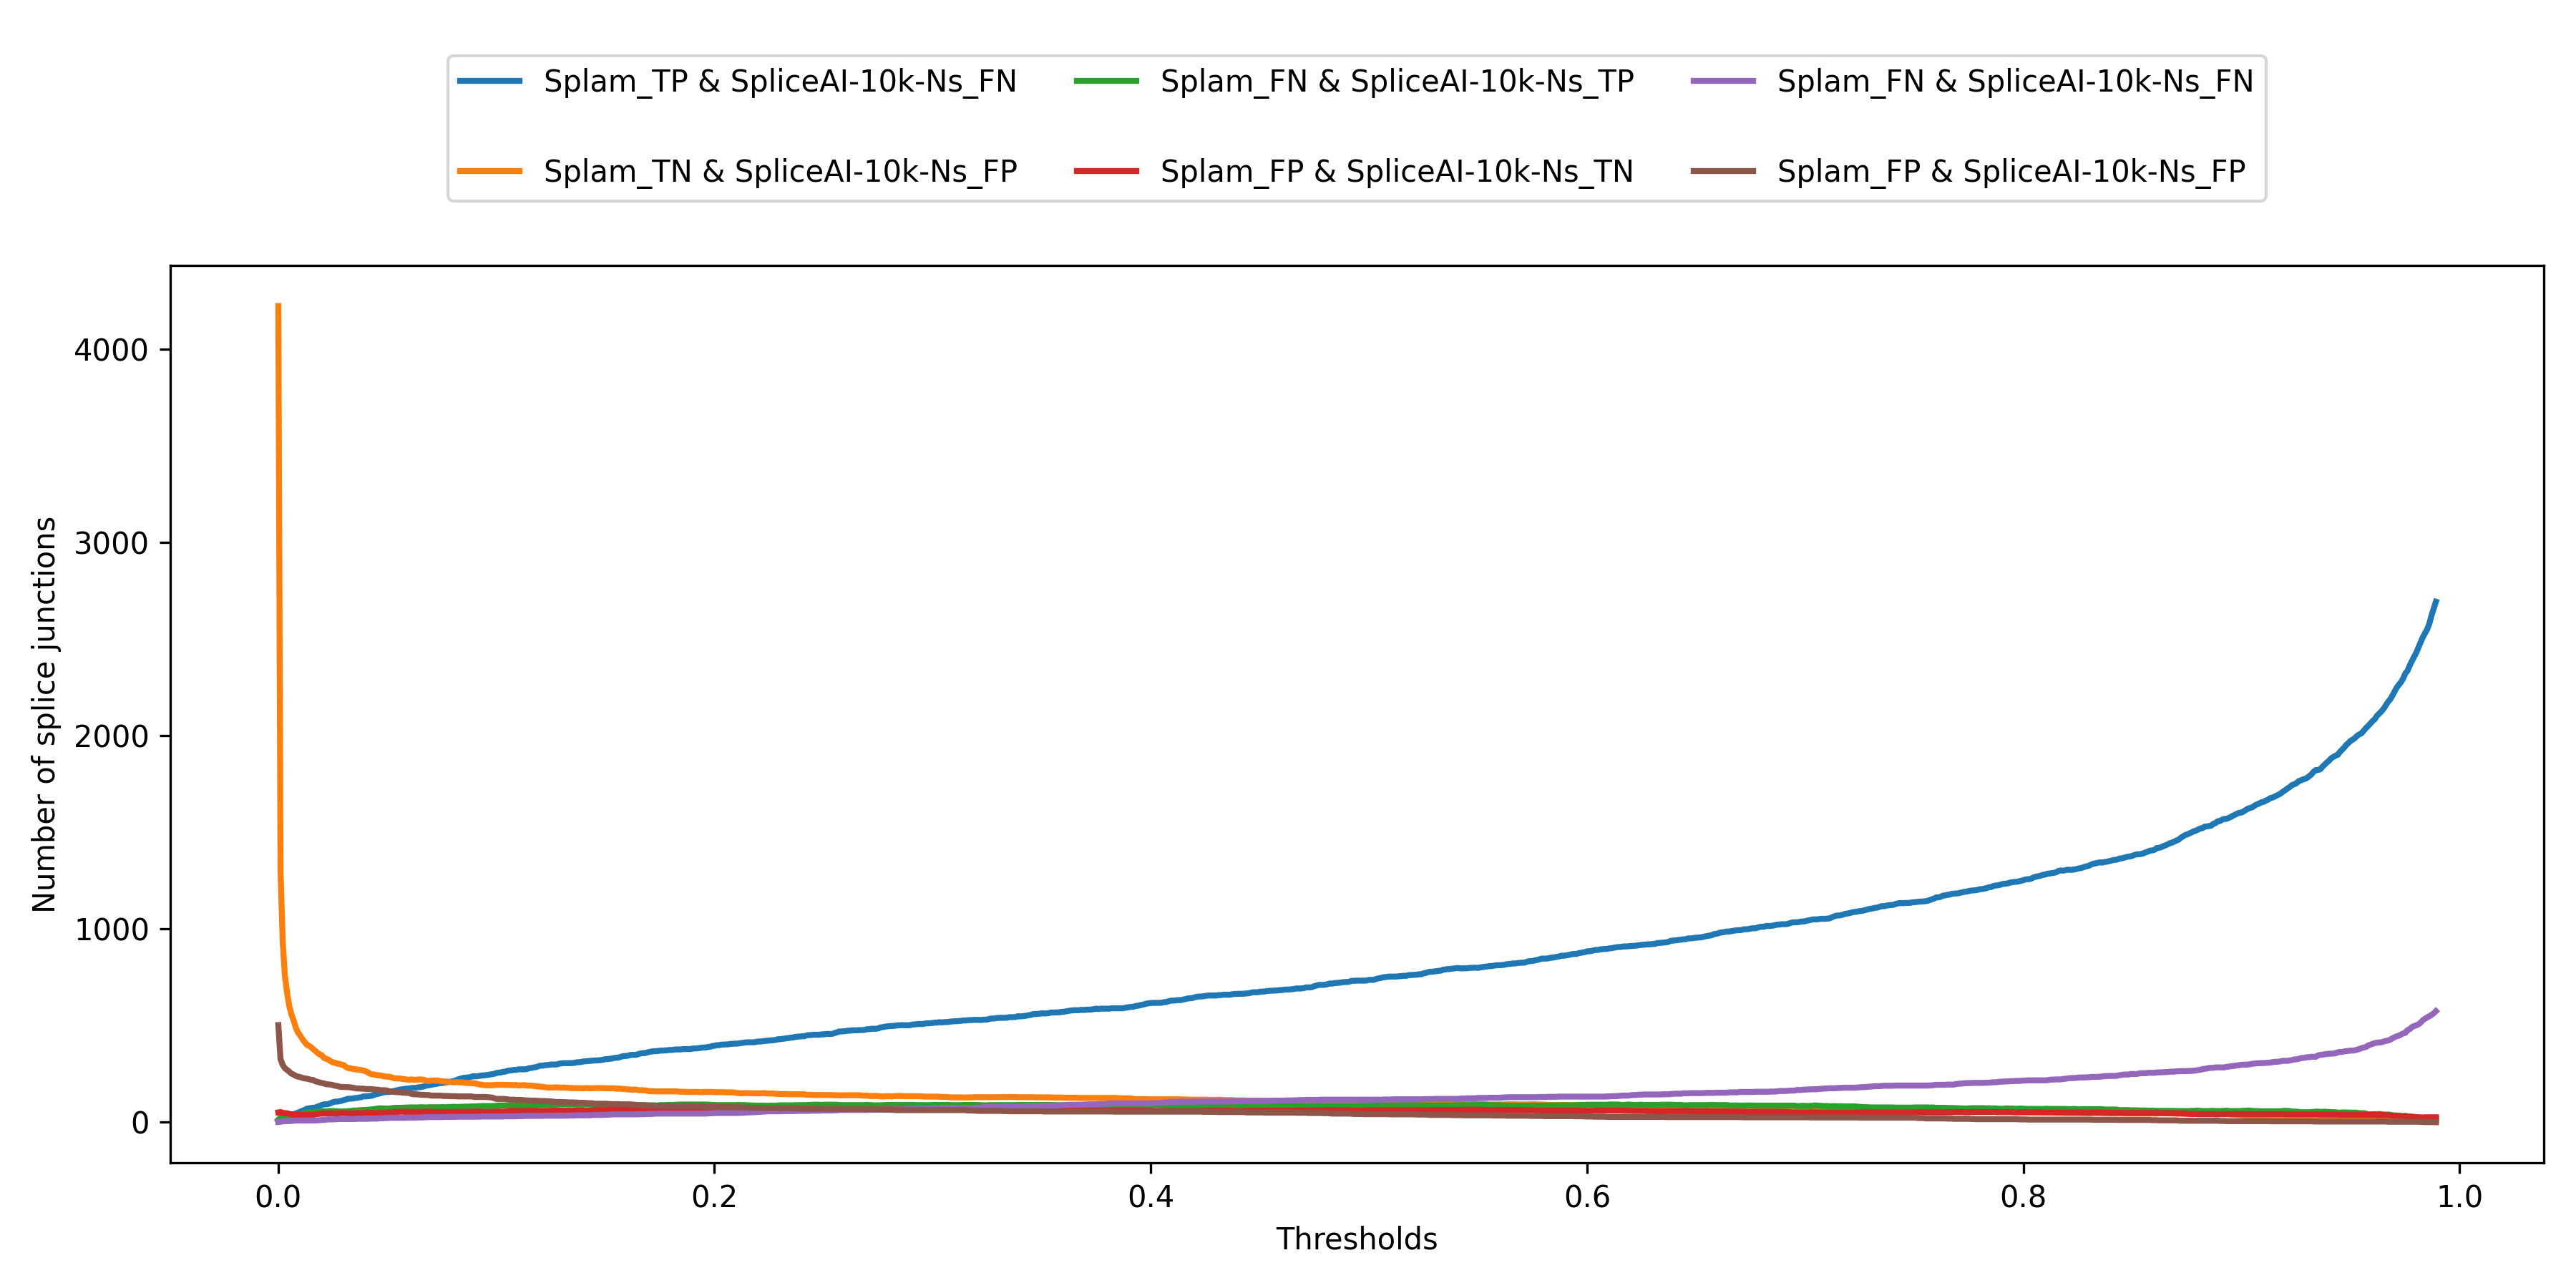 Splam_TP & SpliceAI-10k-Ns_FN
Splam_FN & SpliceAI-10k-Ns_TP
Splam_FN & SpliceAI-10k-Ns_FN
Splam_TN & SpliceAI-10k-Ns_FP
Splam_FP & SpliceAI-10k-Ns_TN
Splam_FP & SpliceAI-10k-Ns_FP
4000
3000
2000
1000
0
Number of splice junctions
0.0
0.2
0.4
0.6
0.8
1.0
Thresholds